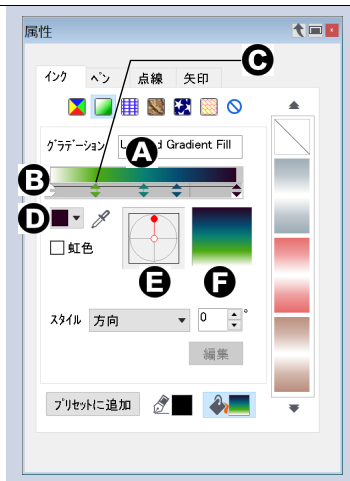 属性
C
インク ペン 点線 矢印
グラデーション U d Gradient Fill
A
B
D
虹色
E F
スタイル 方向 0 °
編集
プリセットに追加